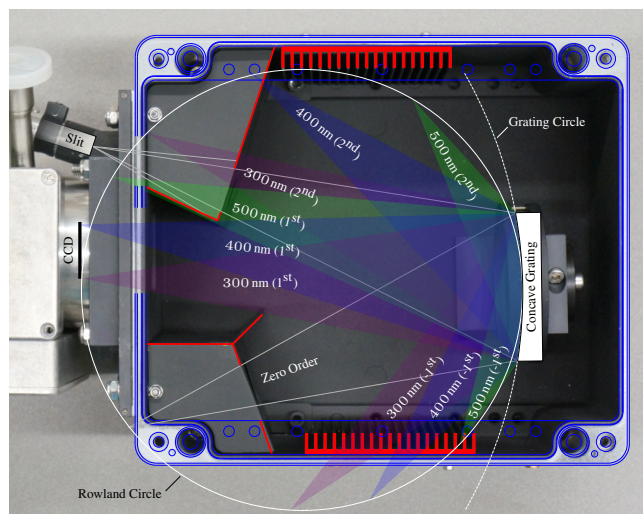 400 nm (2nd)
500 nm (2nd)
Grating Circle
Slit
300 nm (2nd)
500 nm (1st)
400 nm (1st)
CCD
300 nm (1st)
Concave Grating
Zero Order
300 nm (-1st)
400 nm (-1st)
500 nm (-1st)
Rowland Circle